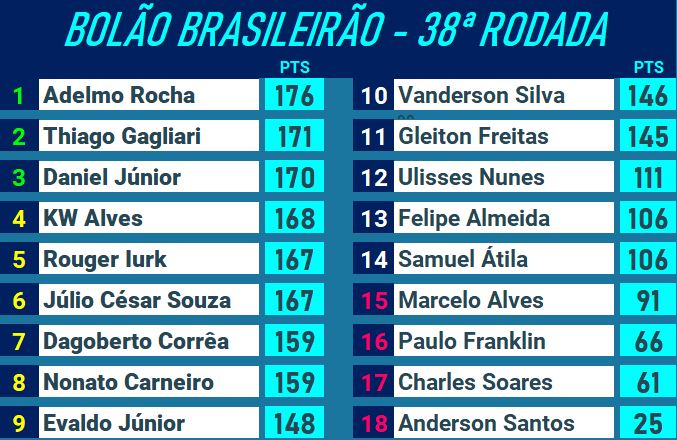 BOLÃO BRASILEIRÃO - 38ª RODADA
PTS
1 Adelmo Rocha 176
2 Thiago Gagliari 171
3 Daniel Júnior 170
4 KW Alves 168
5 Rouger Iurk 167
6 Júlio César Souza 167
7 Dagoberto Corrêa 159
8 Nonato Carneiro 159
9 Evaldo Júnior 148
PTS
10 Vanderson Silva 146
11 Gleiton Freitas 145
12 Ulisses Nunes 111
13 Felipe Almeida 106
14 Samuel Átila 106
15 Marcelo Alves 91
16 Paulo Franklin 66
17 Charles Soares 61
18 Anderson Santos 25